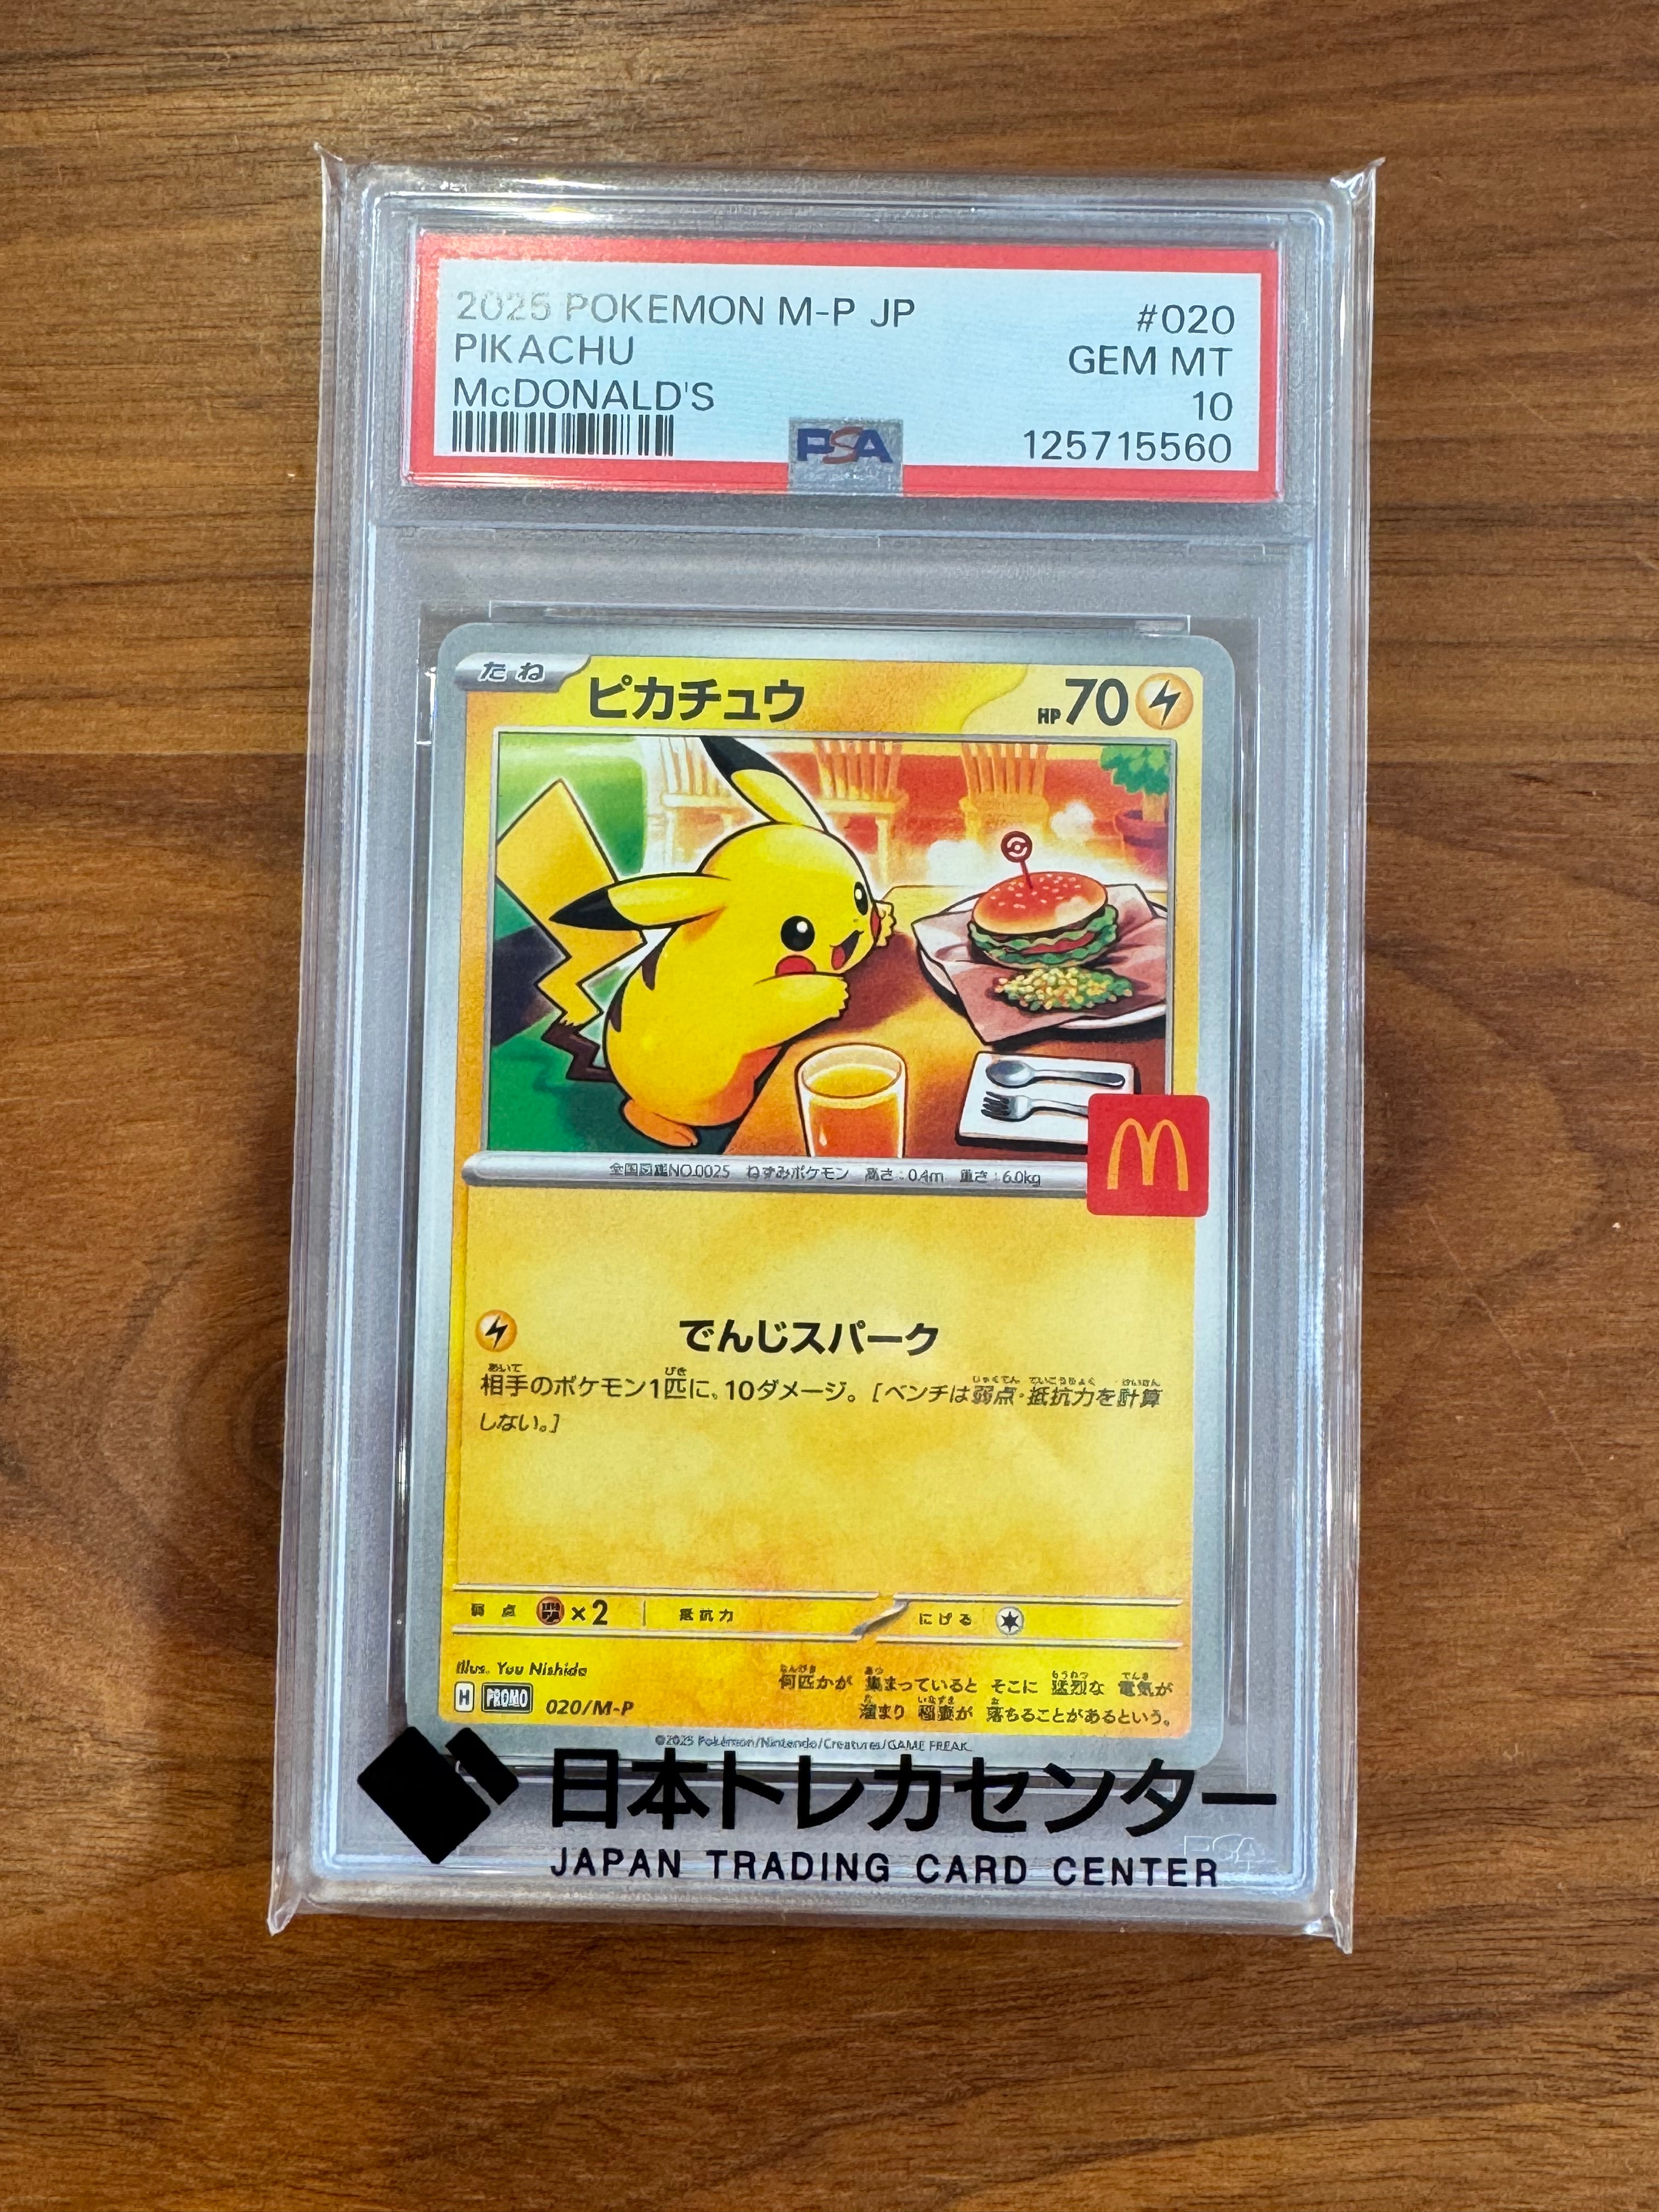 2025 POKEMON M-P JP #020
PIKACHU GEM MT
McDONALD'S 10
PSA 125715560
たね ピカチュウ HP70
全国図鑑NO.0025 ねずみポケモン 高さ:0.4m 重さ:6.0kg
でんじスパーク
相手のポケモン1匹に、10ダメージ。[ベンチは弱点・抵抗力を計算
しない。]
弱点 ×2 抵抗力 にげる
Illus. You Nishida
何匹かが 集まっていると そこに 猛烈な 電気が
H PROMO 020/M-P
溜まり 稲妻が 落ちることがあるという。
©2025 Pokémon/Nintendo/Creatures/GAME FREAK
日本トレカセンター
JAPAN TRADING CARD CENTER
PSA